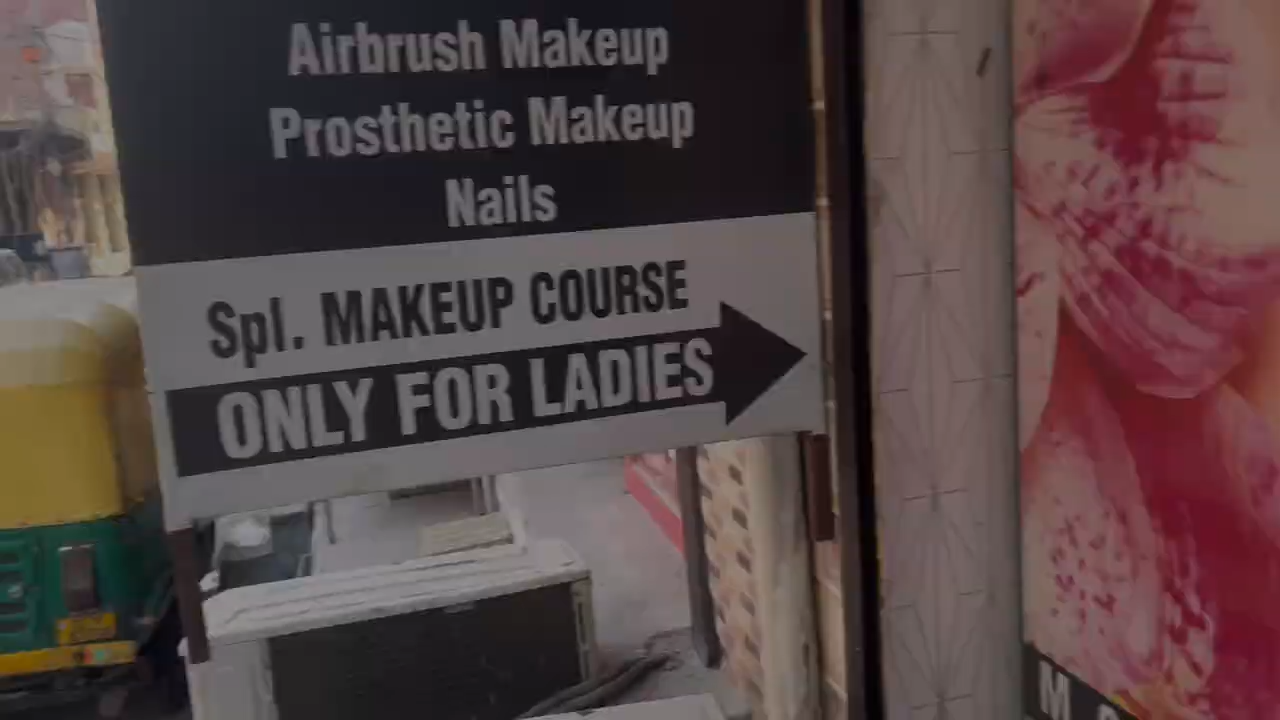 Airbrush Makeup
Prosthetic Makeup
Nails
Spl. MAKEUP COURSE
ONLY FOR LADIES